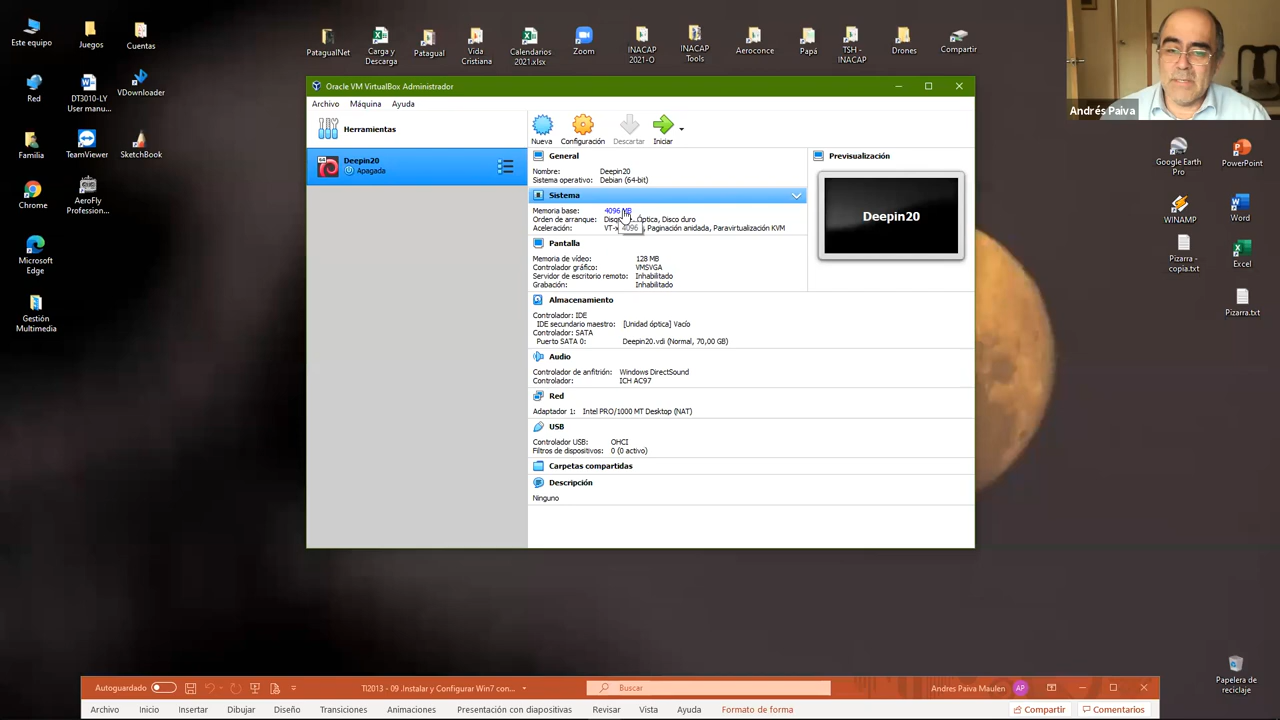 Este equipo
Juegos
Cuentas
PatagualNet
Carga y
Descarga
Patagual
Vida
Cristiana
Calendarios
2021.xlsx
Zoom
INACAP
2021-O
INACAP
Tools
Aeroconce
Papá
TSH -
INACAP
Drones
Compartir
Andrés Paiva
Red
DT3010-LY
User manu...
VDownloader
Familia
TeamViewer
SketchBook
Chrome
AeroFly
Profession...
Microsoft
Edge
Gestión
Multimedia
Google Earth
Pro
PowerPoint
WINAMP
Word
Pizarra -
copia.txt
Excel
Pizarra.txt
Papelera de
reciclaje
Oracle VM VirtualBox Administrador
Archivo Máquina Ayuda
Herramientas
Deepin20
Apagada
Nueva Configuración Descartar Iniciar
General
Nombre: Deepin20
Sistema operativo: Debian (64-bit)
Sistema
Memoria base: 4096 MB
Orden de arranque: Óptica, Disco duro
Aceleración: 4096 , Paginación anidada, Paravirtualización KVM
Pantalla
Memoria de vídeo: 128 MB
Controlador gráfico: VMSVGA
Servidor de escritorio remoto: Inhabilitado
Grabación: Inhabilitado
Almacenamiento
Controlador: IDE
IDE secundario maestro: [Unidad óptica] Vacío
Controlador: SATA
Puerto SATA 0: Deepin20.vdi (Normal, 70,00 GB)
Audio
Controlador de anfitrión: Windows DirectSound
Controlador: ICH AC97
Red
Adaptador 1: Intel PRO/1000 MT Desktop (NAT)
USB
Controlador USB: OHCI
Filtros de dispositivos: 0 (0 activo)
Carpetas compartidas
Descripción
Ninguno
Previsualización
Deepin20
Autoguardado
TI2013 - 09 .Instalar y Configurar Win7 con...
Buscar
Andres Paiva Maulen AP
Archivo Inicio Insertar Dibujar Diseño Transiciones Animaciones Presentación con diapositivas Revisar Vista Ayuda Formato de forma Compartir Comentarios